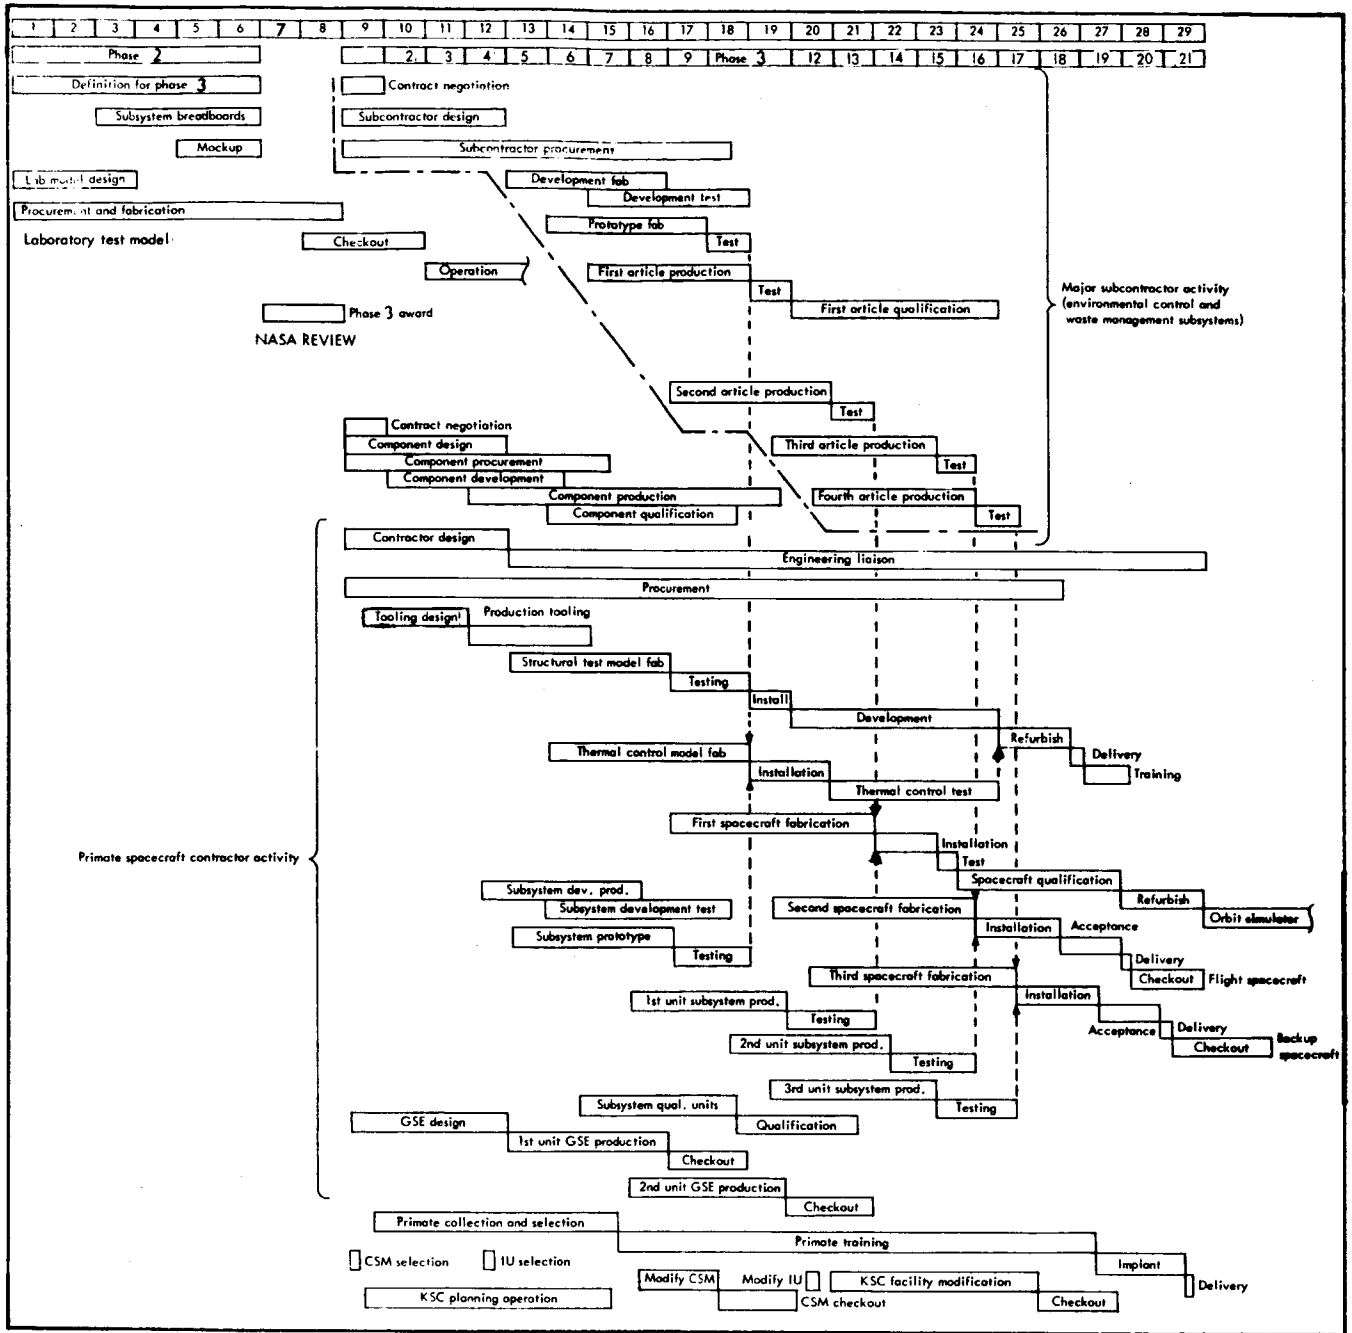 1 2 3 4 5 6 7 8 9 10 11 12 13 14 15 16 17 18 19 20 21 22 23 24 25 26 27 28 29
Phase 2 2. 3 4 5 6 7 8 9 Phase 3 12 13 14 15 16 17 18 19 20 21
Definition for phase 3
Contract negotiation
Subsystem breadboards
Subcontractor design
Mockup
Subcontractor procurement
Lab model design
Development fab
Development test
Procurement and fabrication
Prototype fab
Laboratory test model
Checkout
Test
Operation
First article production
Test
First article qualification
Major subcontractor activity
(environmental control and
waste management subsystems)
Phase 3 award
NASA REVIEW
Second article production
Test
Contract negotiation
Component design
Third article production
Component procurement
Test
Component development
Component production
Fourth article production
Component qualification
Test
Contractor design
Engineering liaison
Procurement
Tooling design
Production tooling
Structural test model fab
Testing
Install
Development
Refurbish
Thermal control model fab
Delivery
Installation
Training
Thermal control test
First spacecraft fabrication
Installation
Primate spacecraft contractor activity
Test
Spacecraft qualification
Subsystem dev. prod.
Refurbish
Subsystem development test
Second spacecraft fabrication
Orbit simulator
Installation
Acceptance
Subsystem prototype
Testing
Delivery
Third spacecraft fabrication
Checkout
Flight spacecraft
1st unit subsystem prod.
Installation
Testing
Acceptance
Delivery
2nd unit subsystem prod.
Checkout
Backup
spacecraft
Testing
3rd unit subsystem prod.
Subsystem qual. units
Testing
GSE design
Qualification
1st unit GSE production
Checkout
2nd unit GSE production
Checkout
Primate collection and selection
Primate training
CSM selection
IU selection
Implant
Modify CSM
Modify IU
KSC facility modification
Delivery
KSC planning operation
CSM checkout
Checkout